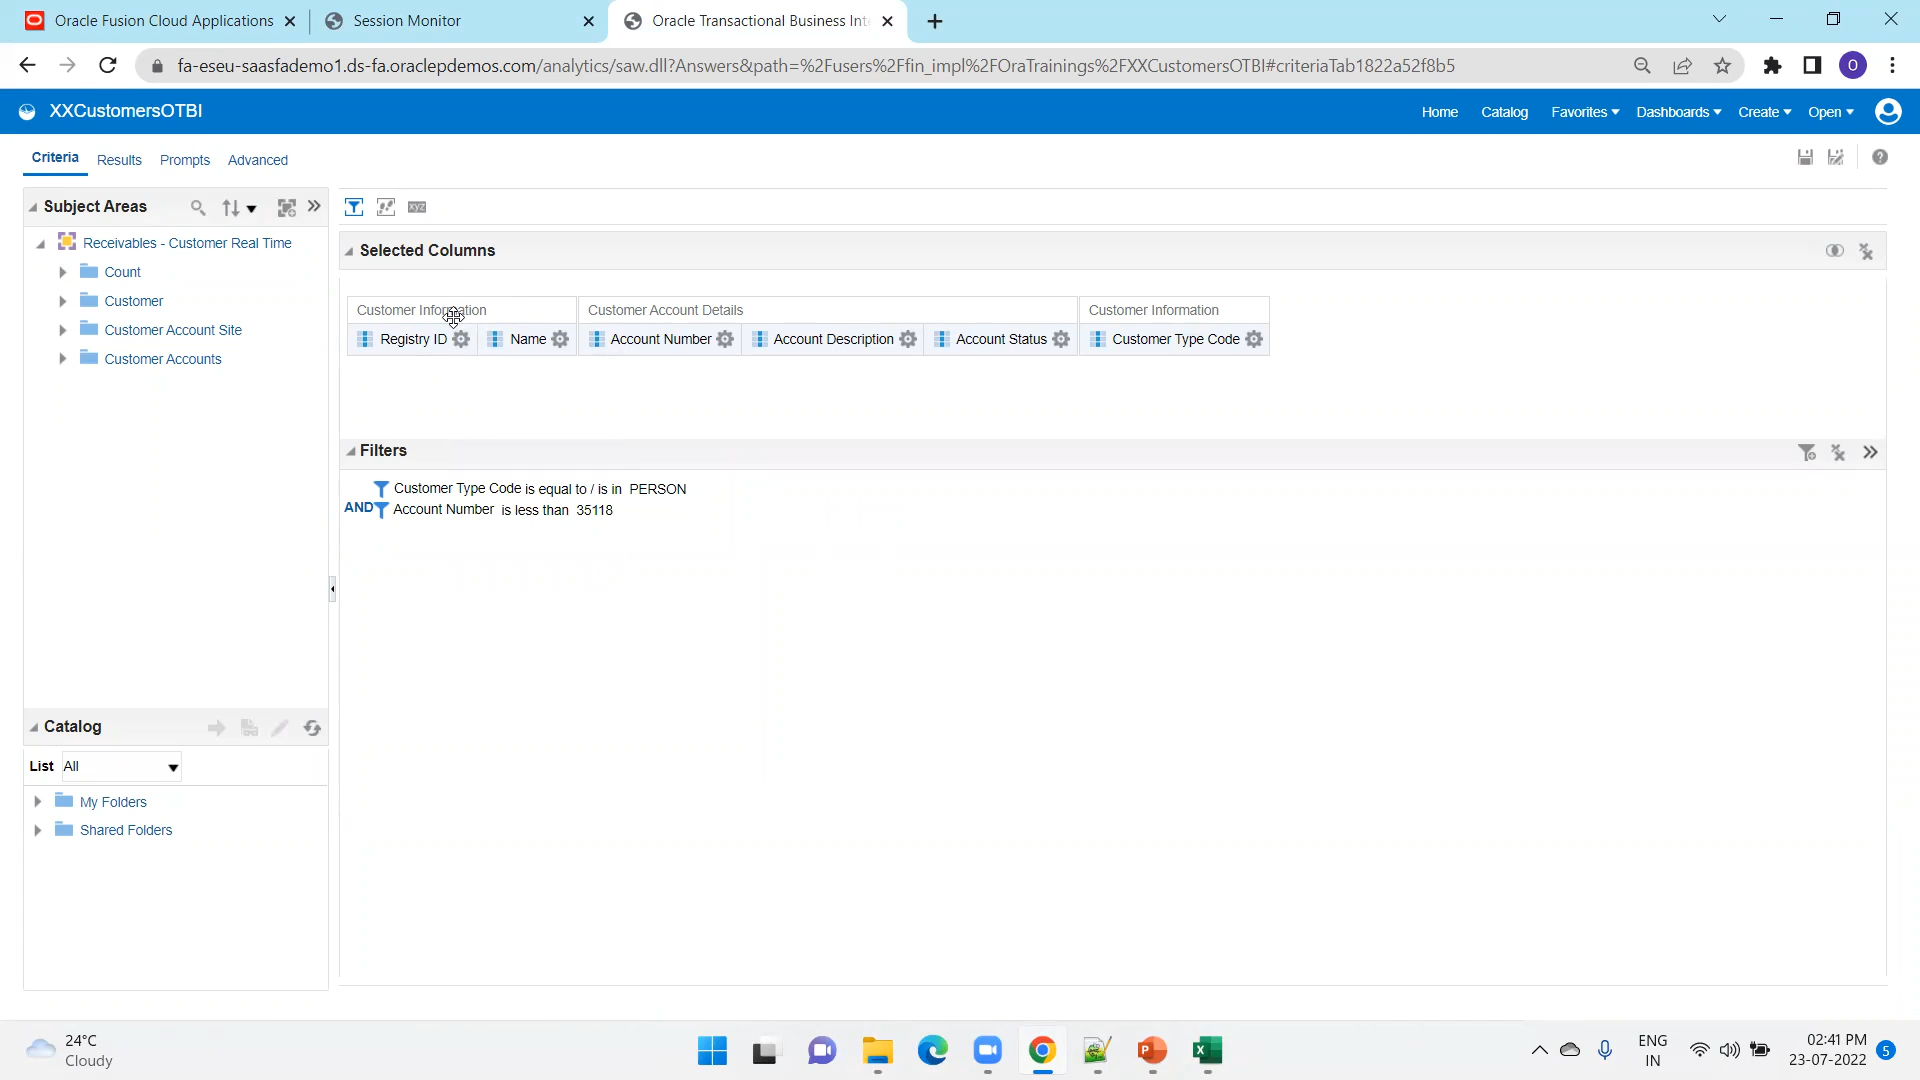 Oracle Fusion Cloud Applications
Session Monitor
Oracle Transactional Business Inte
fa-eseu-saasfademo1.ds-fa.oraclepdemos.com/analytics/saw.dll?Answers&path=%2Fusers%2Ffin_impl%2FOraTrainings%2FXXCustomersOTBI#criteriaTab1822a52f8b5
O
XXCustomersOTBI
Home
Catalog
Favorites
Dashboards
Create
Open
Criteria
Results
Prompts
Advanced
Subject Areas
Receivables - Customer Real Time
Count
Customer
Customer Account Site
Customer Accounts
xyz
Selected Columns
Customer Information
Customer Account Details
Customer Information
Registry ID
Name
Account Number
Account Description
Account Status
Customer Type Code
Filters
Customer Type Code is equal to / is in PERSON
AND Account Number is less than 35118
Catalog
List All
My Folders
Shared Folders
24°C
Cloudy
ENG
IN
02:41 PM
23-07-2022
5